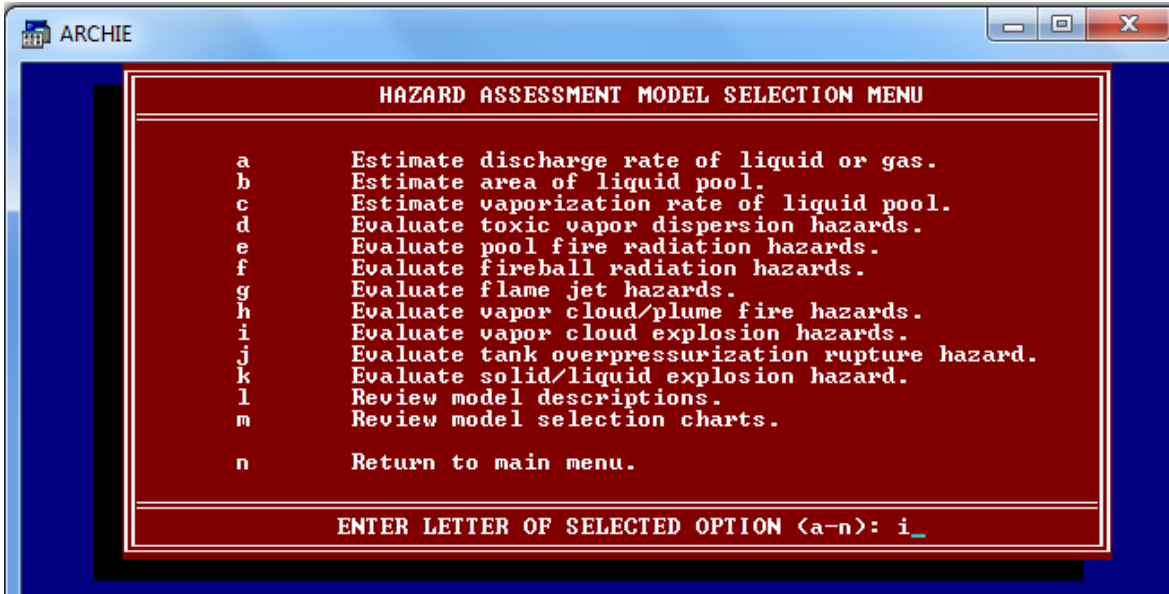 ARCHIE
HAZARD ASSESSMENT MODEL SELECTION MENU
a Estimate discharge rate of liquid or gas.
b Estimate area of liquid pool.
c Estimate vaporization rate of liquid pool.
d Evaluate toxic vapor dispersion hazards.
e Evaluate pool fire radiation hazards.
f Evaluate fireball radiation hazards.
g Evaluate flame jet hazards.
h Evaluate vapor cloud/plume fire hazards.
i Evaluate vapor cloud explosion hazards.
j Evaluate tank overpressurization rupture hazard.
k Evaluate solid/liquid explosion hazard.
l Review model descriptions.
m Review model selection charts.
n Return to main menu.
ENTER LETTER OF SELECTED OPTION (a-n): i_